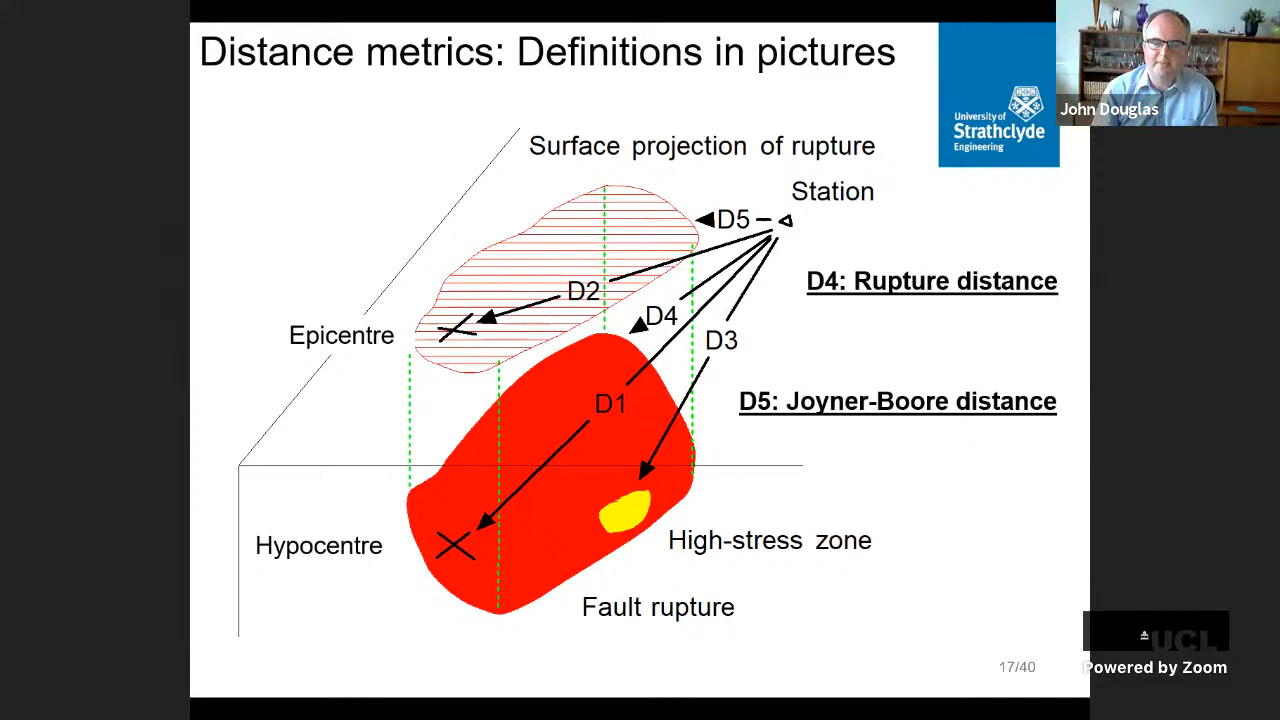 Distance metrics: Definitions in pictures
John Douglas
University of
Strathclyde
Engineering
Surface projection of rupture
Station
D5
D4: Rupture distance
D2
D4
Epicentre
D3
D5: Joyner-Boore distance
D1
High-stress zone
Hypocentre
Fault rupture
UCL
17/40
Powered by Zoom